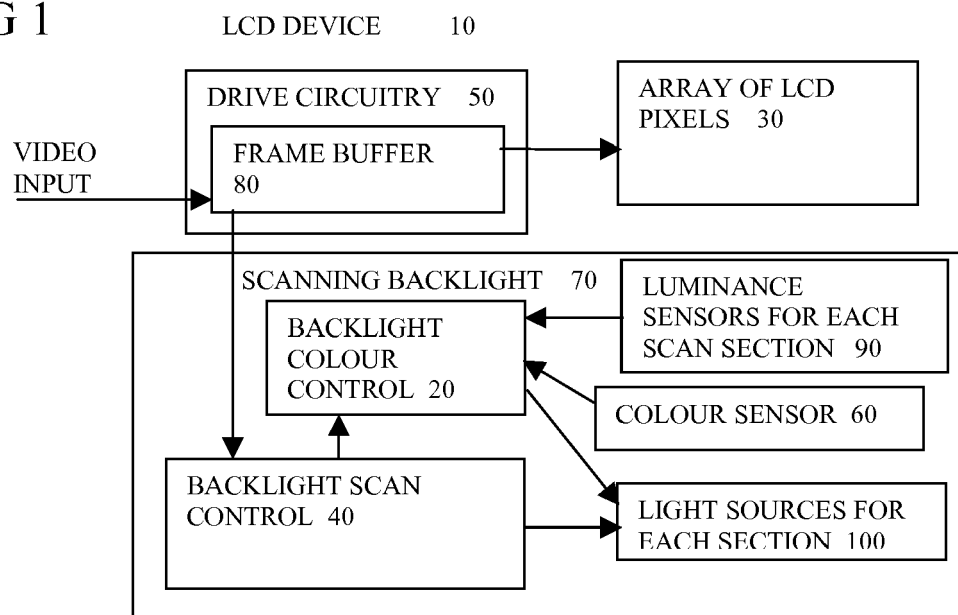 G 1
LCD DEVICE 10
DRIVE CIRCUITRY 50
FRAME BUFFER
80
ARRAY OF LCD
PIXELS 30
VIDEO
INPUT
SCANNING BACKLIGHT 70
BACKLIGHT
COLOUR
CONTROL 20
LUMINANCE
SENSORS FOR EACH
SCAN SECTION 90
COLOUR SENSOR 60
BACKLIGHT SCAN
CONTROL 40
LIGHT SOURCES FOR
EACH SECTION 100